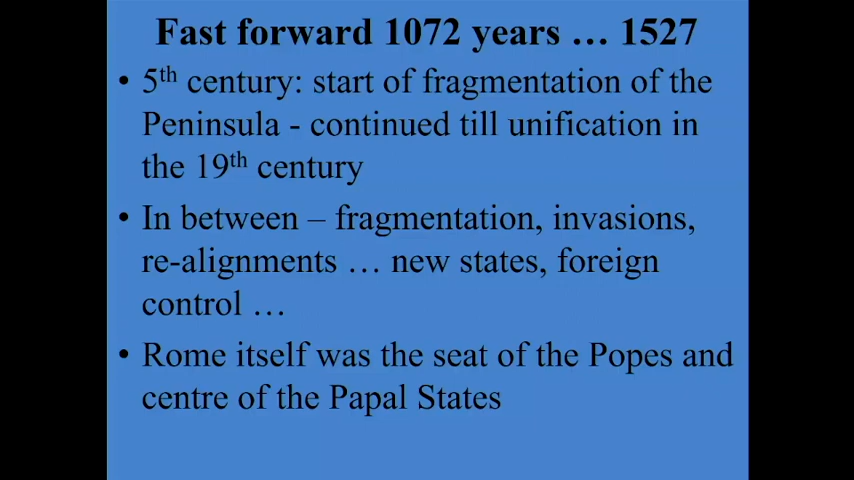 Fast forward 1072 years … 1527
• 5th century: start of fragmentation of the
Peninsula - continued till unification in
the 19th century
• In between – fragmentation, invasions,
re-alignments … new states, foreign
control …
• Rome itself was the seat of the Popes and
centre of the Papal States